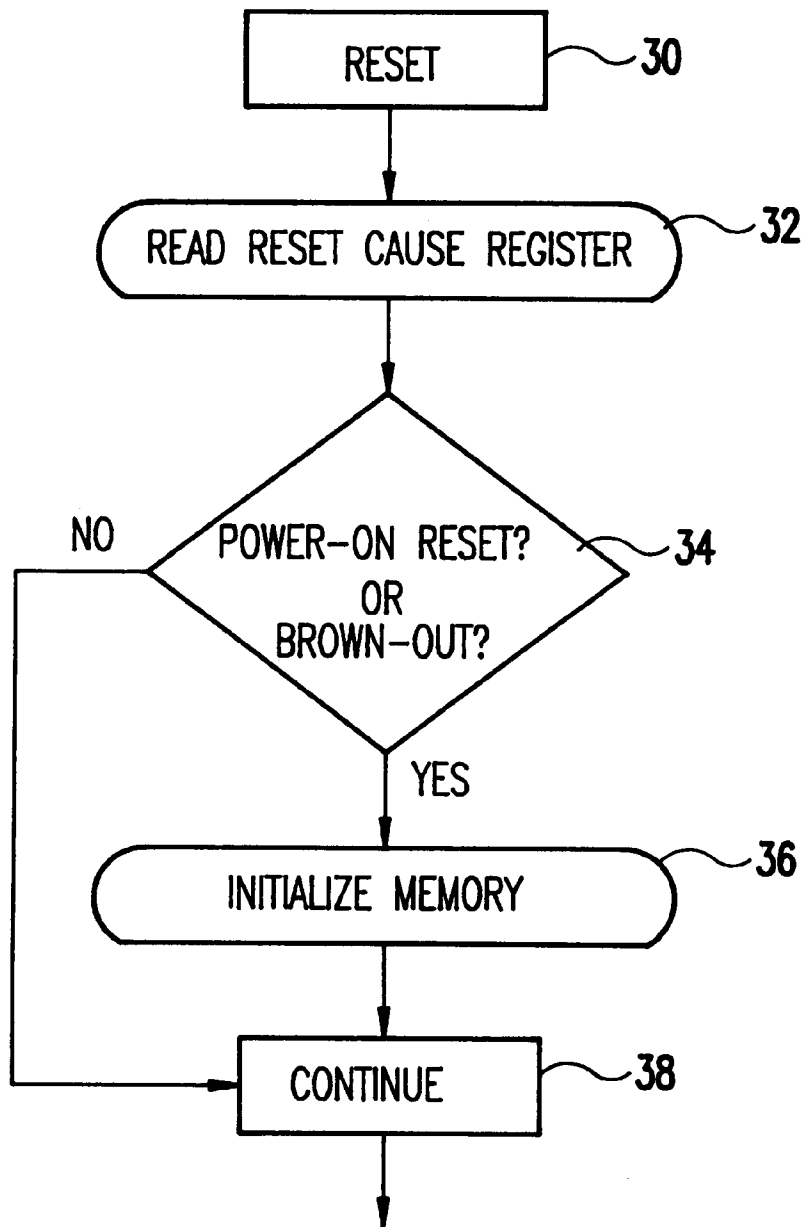 RESET
30
READ RESET CAUSE REGISTER
32
POWER-ON RESET?
OR
BROWN-OUT?
34
NO
YES
INITIALIZE MEMORY
36
CONTINUE
38